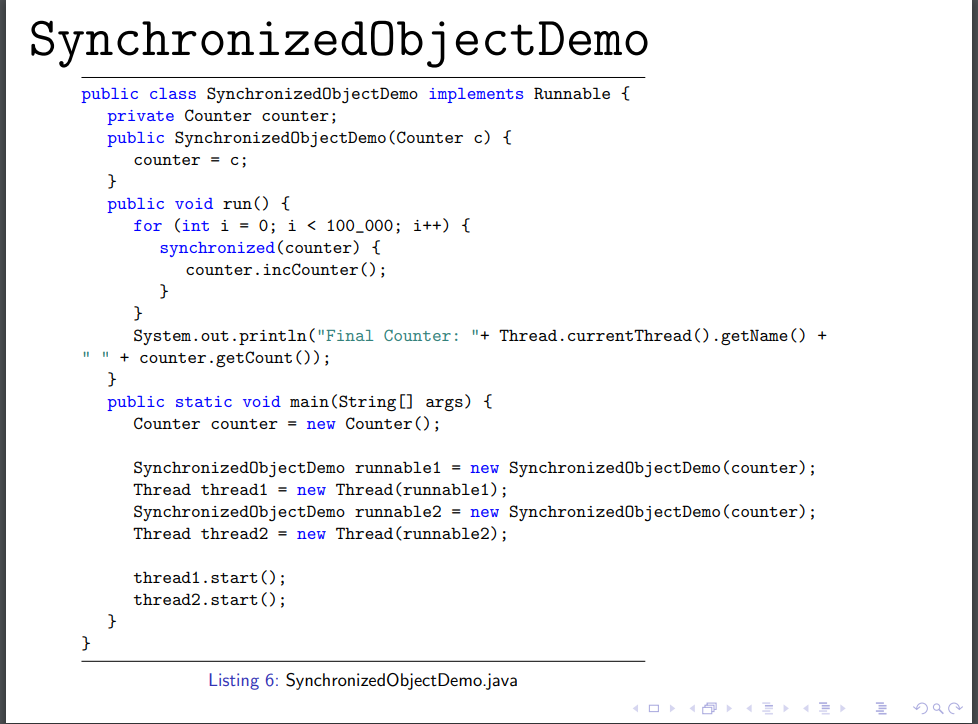 SynchronizedObjectDemo
public class SynchronizedObjectDemo implements Runnable {
private Counter counter;
public SynchronizedObjectDemo(Counter c) {
counter = c;
}
public void run() {
for (int i = 0; i < 100_000; i++) {
synchronized(counter) {
counter.incCounter();
}
}
System.out.println("Final Counter: "+ Thread.currentThread().getName() +
" " + counter.getCount());
}
public static void main(String[] args) {
Counter counter = new Counter();
SynchronizedObjectDemo runnable1 = new SynchronizedObjectDemo(counter);
Thread thread1 = new Thread(runnable1);
SynchronizedObjectDemo runnable2 = new SynchronizedObjectDemo(counter);
Thread thread2 = new Thread(runnable2);
thread1.start();
thread2.start();
}
}
Listing 6: SynchronizedObjectDemo.java